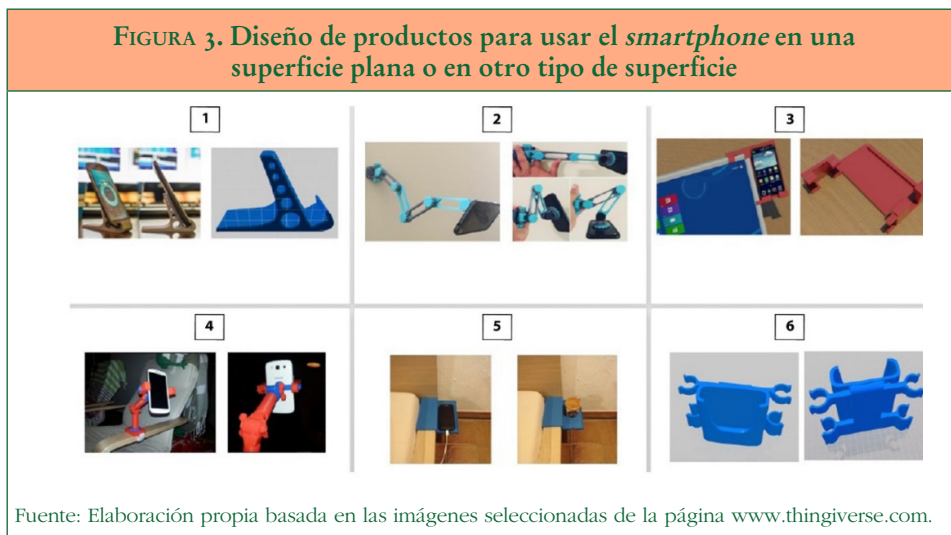 FIGURA 3. Diseño de productos para usar el smartphone en una
superficie plana o en otro tipo de superficie
1
2
3
4
5
6
Fuente: Elaboración propia basada en las imágenes seleccionadas de la página www.thingiverse.com.